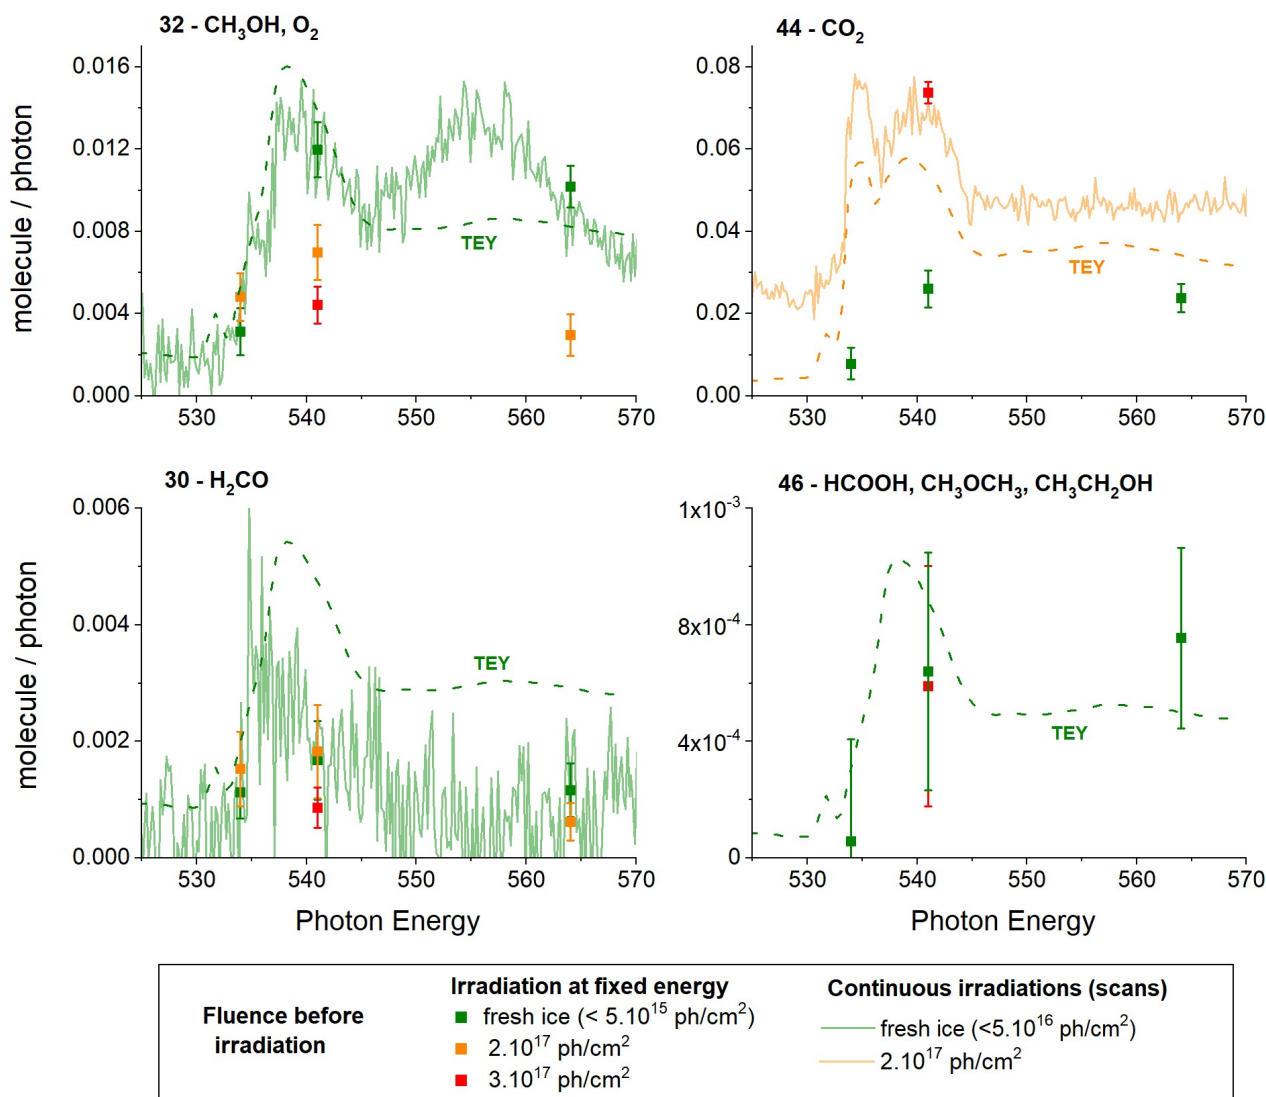 32 - CH₃OH, O₂
molecule / photon
0.016
0.012
0.008
0.004
0.000
TEY
530 540 550 560 570
44 - CO₂
0.08
0.06
0.04
0.02
0.00
TEY
530 540 550 560 570
30 - H₂CO
molecule / photon
0.006
0.004
0.002
0.000
TEY
530 540 550 560 570
Photon Energy
46 - HCOOH, CH₃OCH₃, CH₃CH₂OH
1x10⁻³
8x10⁻⁴
4x10⁻⁴
0
TEY
530 540 550 560 570
Photon Energy
Fluence before
irradiation
Irradiation at fixed energy
fresh ice (< 5.10¹⁵ ph/cm²)
2.10¹⁷ ph/cm²
3.10¹⁷ ph/cm²
Continuous irradiations (scans)
fresh ice (<5.10¹⁶ ph/cm²)
2.10¹⁷ ph/cm²